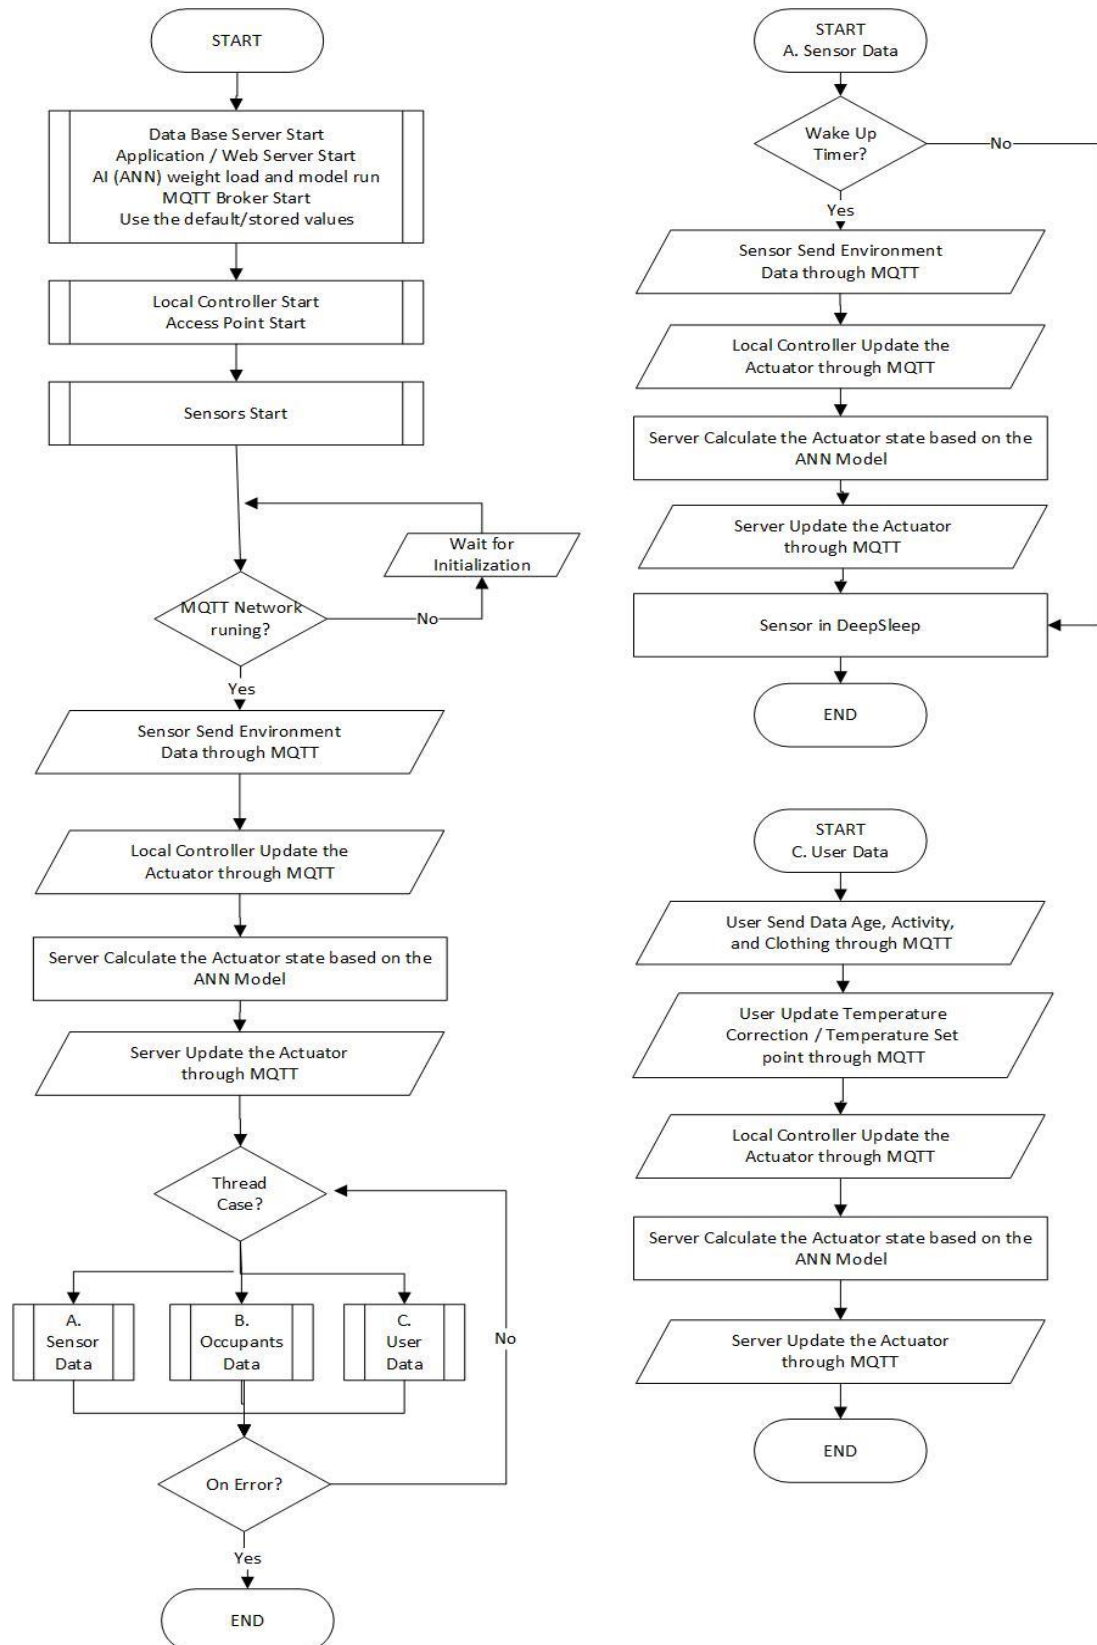 START
Data Base Server Start
Application / Web Server Start
AI (ANN) weight load and model run
MQTT Broker Start
Use the default/stored values
Local Controller Start
Access Point Start
Sensors Start
Wait for
Initialization
MQTT Network
runing?
No
Yes
Sensor Send Environment
Data through MQTT
Local Controller Update the
Actuator through MQTT
Server Calculate the Actuator state based on the
ANN Model
Server Update the Actuator
through MQTT
Thread
Case?
A.
Sensor
Data
B.
Occupants
Data
C.
User
Data
No
On Error?
Yes
END
START
A. Sensor Data
Wake Up
Timer?
No
Yes
Sensor Send Environment
Data through MQTT
Local Controller Update the
Actuator through MQTT
Server Calculate the Actuator state based on the
ANN Model
Server Update the Actuator
through MQTT
Sensor in DeepSleep
END
START
C. User Data
User Send Data Age, Activity,
and Clothing through MQTT
User Update Temperature
Correction / Temperature Set
point through MQTT
Local Controller Update the
Actuator through MQTT
Server Calculate the Actuator state based on the
ANN Model
Server Update the Actuator
through MQTT
END